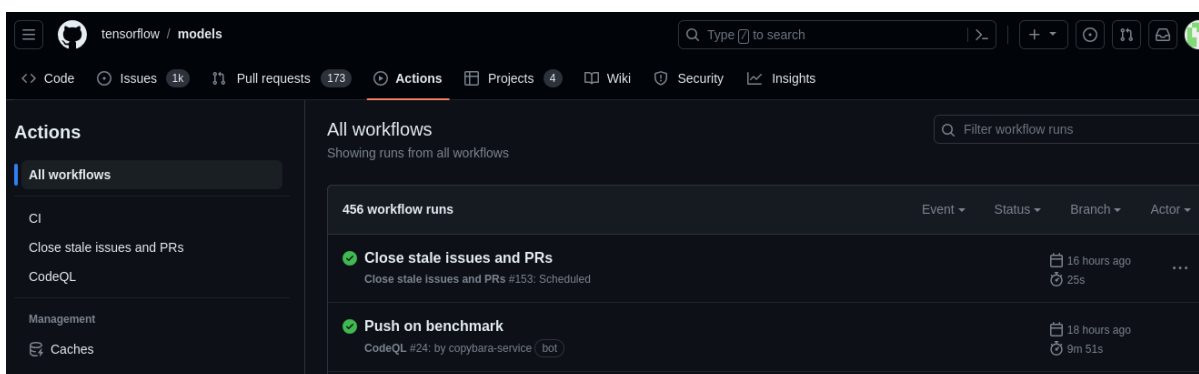 tensorflow / models
Type / to search
Code Issues 1k Pull requests 173 Actions Projects 4 Wiki Security Insights
Actions
All workflows
CI
Close stale issues and PRs
CodeQL
Management
Caches
All workflows
Showing runs from all workflows
Filter workflow runs
456 workflow runs Event Status Branch Actor
Close stale issues and PRs
Close stale issues and PRs #153: Scheduled
16 hours ago
25s
Push on benchmark
CodeQL #24: by copybara-service bot
18 hours ago
9m 51s